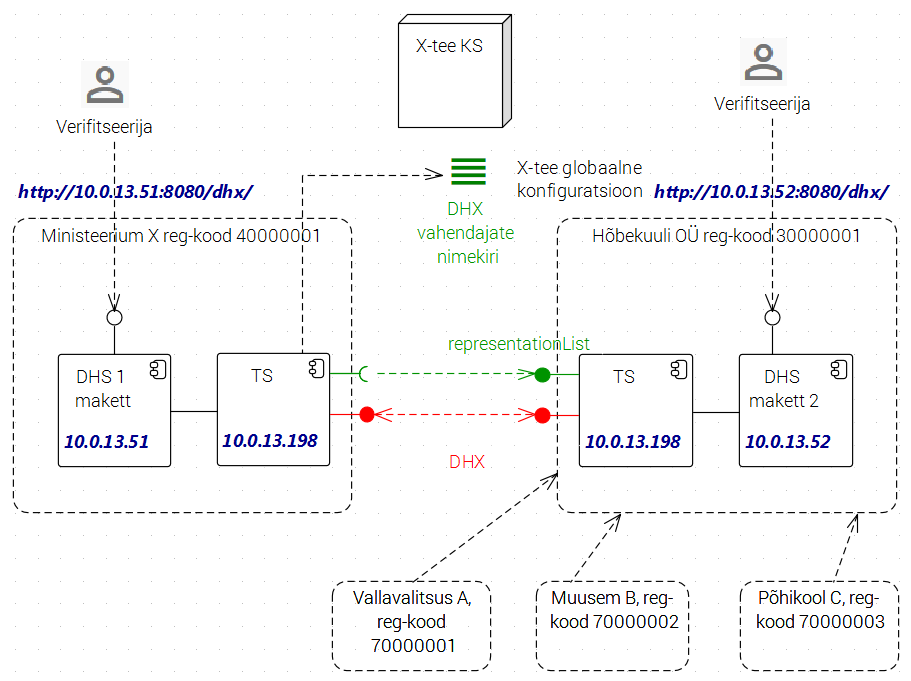 X-tee KS
Verifitseerija
Verifitseerija
http://10.0.13.51:8080/dhx/
X-tee globaalne
konfiguratsioon
http://10.0.13.52:8080/dhx/
DHX
vahendajate
nimekiri
Ministeerium X reg-kood 40000001
Hõbekuuli OÜ reg-kood 30000001
representationList
DHS 1
makett
10.0.13.51
TS
10.0.13.198
TS
10.0.13.198
DHS
makett 2
10.0.13.52
DHX
Vallavalitsus A,
reg-kood
70000001
Muusem B, reg-
kood 70000002
Põhikool C, reg-
kood 70000003